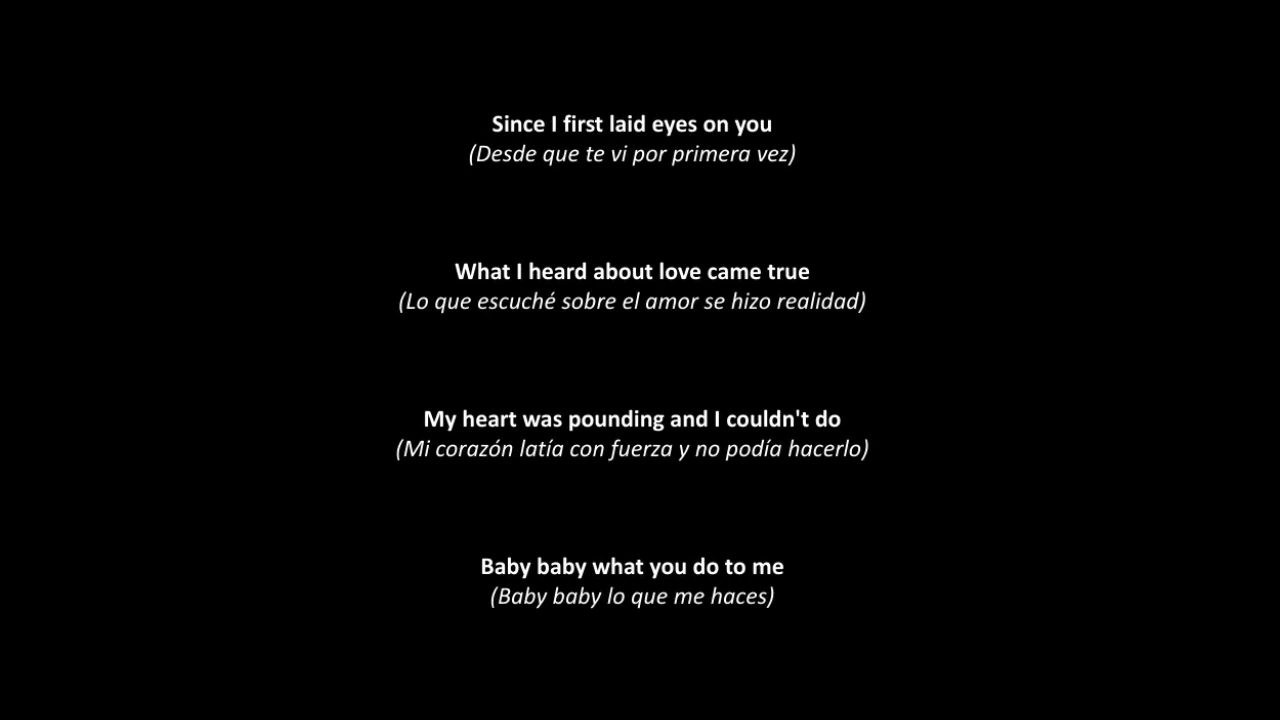 Since I first laid eyes on you
(Desde que te vi por primera vez)
What I heard about love came true
(Lo que escuché sobre el amor se hizo realidad)
My heart was pounding and I couldn't do
(Mi corazón latía con fuerza y no podía hacerlo)
Baby baby what you do to me
(Baby baby lo que me haces)